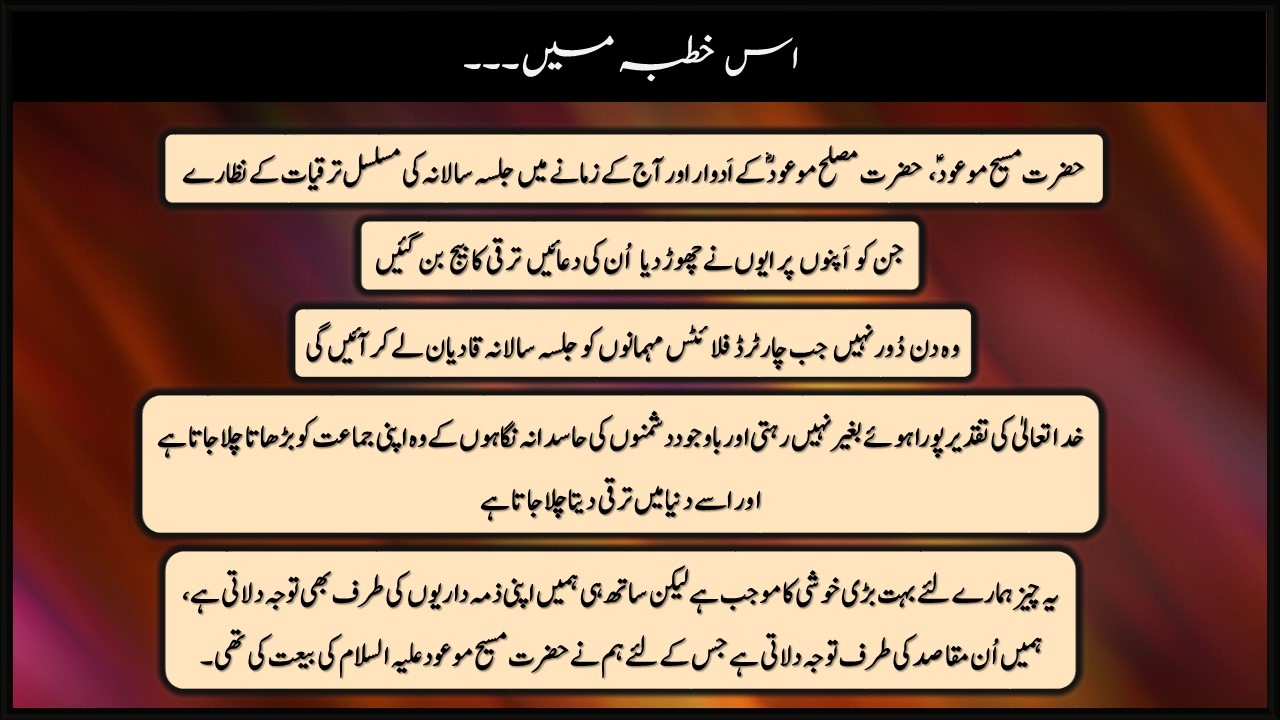 اس خطبہ میں۔۔۔
حضرت مسیح موعودؑ، حضرت مصلح موعودؓ کے اَدوار اور آج کے زمانے میں جلسہ سالانہ کی مسلسل ترقیات کے نظارے
جن کو اَپنوں پرایوں نے چھوڑ دیا اُن کی دعائیں ترقی کا بیج بن گئیں
وہ دن دُور نہیں جب چارٹرڈ فلائٹس مہمانوں کو جلسہ سالانہ قادیان لے کر آئیں گی
خدا تعالیٰ کی تقدیر پورا ہوئے بغیر نہیں رہتی اور باوجود دشمنوں کی حاسدانہ نگاہوں کے وہ اپنی جماعت کو بڑھاتا چلا جاتا ہے
اور اسے دنیا میں ترقی دیتا چلا جاتا ہے
یہ چیز ہمارے لئے بہت بڑی خوشی کا موجب ہے لیکن ساتھ ہی ہمیں اپنی ذمہ داریوں کی طرف بھی توجہ دلاتی ہے،
ہمیں اُن مقاصد کی طرف توجہ دلاتی ہے جس کے لئے ہم نے حضرت مسیح موعود علیہ السلام کی بیعت کی تھی۔